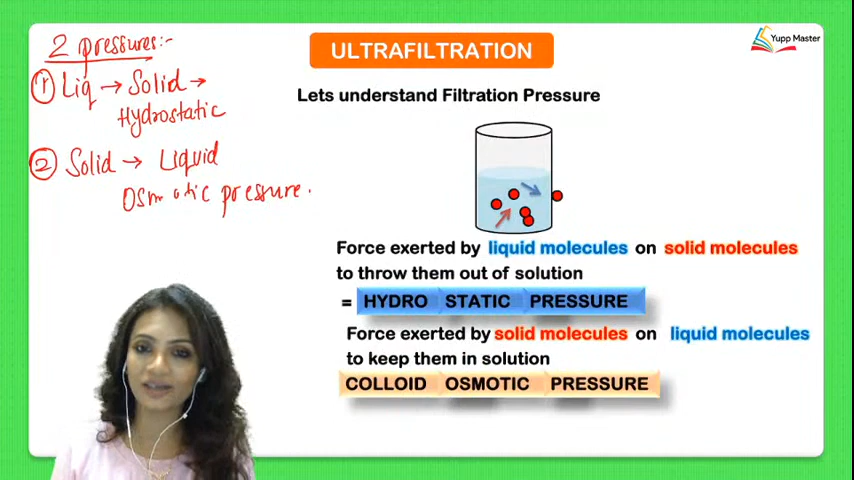 2 pressures:-
① Liq → Solid →
Hydrostatic
② Solid → Liquid
Osmotic pressure.
ULTRAFILTRATION
Yupp Master
Lets understand Filtration Pressure
Force exerted by liquid molecules on solid molecules
to throw them out of solution
= HYDRO STATIC PRESSURE
Force exerted by solid molecules on liquid molecules
to keep them in solution
COLLOID OSMOTIC PRESSURE